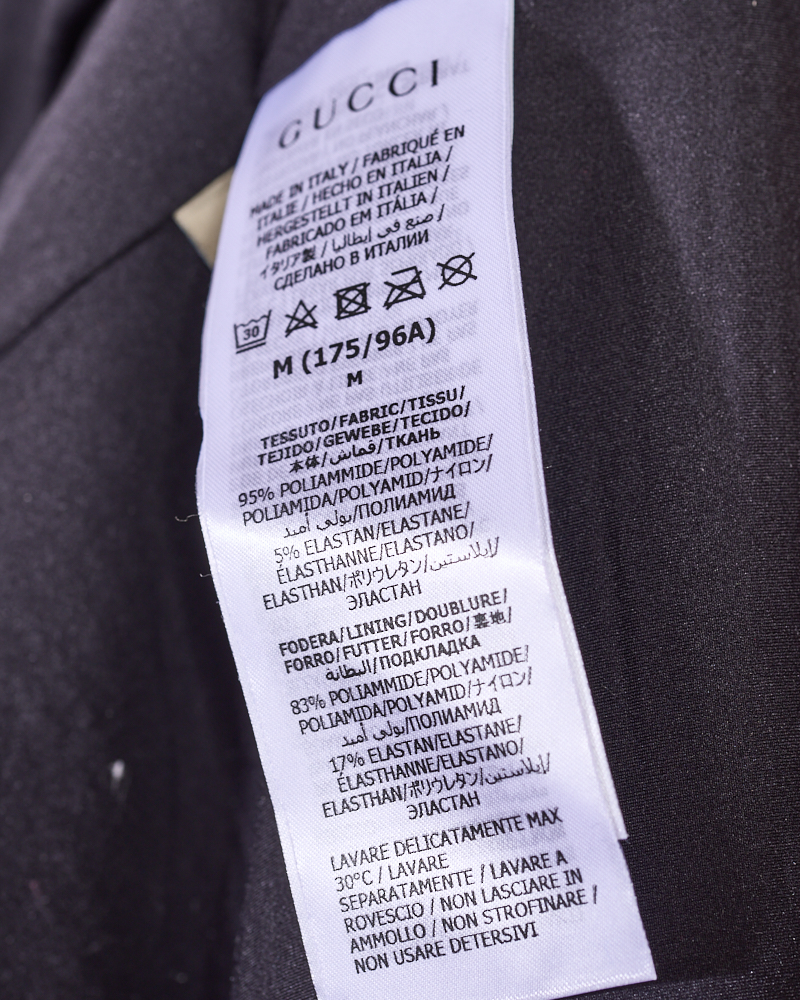 GUCCI
MADE IN ITALY / FABRIQUÉ EN
ITALIE / HECHO EN ITALIA /
HERGESTELLT IN ITALIEN /
FABRICADO EM ITÁLIA /
イタリア製 / صنع في إيطاليا /
СДЕЛАНО В ИТАЛИИ
30
M (175/96A)
M
TESSUTO/FABRIC/TISSU/
TEJIDO/GEWEBE/TECIDO/
本体/قماش/ТКАНЬ
95% POLIAMMIDE/POLYAMIDE/
POLIAMIDA/POLYAMID/ナイロン/
بولي أميد/ПОЛИАМИД
5% ELASTAN/ELASTANE/
ÉLASTHANNE/ELASTANO/
ELASTHAN/ポリウレタン/إيلاستين/
ЭЛАСТАН
FODERA/LINING/DOUBLURE/
FORRO/FUTTER/FORRO/裏地/
البطانة/ПОДКЛАДКА
83% POLIAMMIDE/POLYAMIDE/
POLIAMIDA/POLYAMID/ナイロン/
بولي أميد/ПОЛИАМИД
17% ELASTAN/ELASTANE/
ÉLASTHANNE/ELASTANO/
ELASTHAN/ポリウレタン/إيلاستين/
ЭЛАСТАН
LAVARE DELICATAMENTE MAX
30°C / LAVARE
SEPARATAMENTE / LAVARE A
ROVESCIO / NON LASCIARE IN
AMMOLLO / NON STROFINARE /
NON USARE DETERSIVI